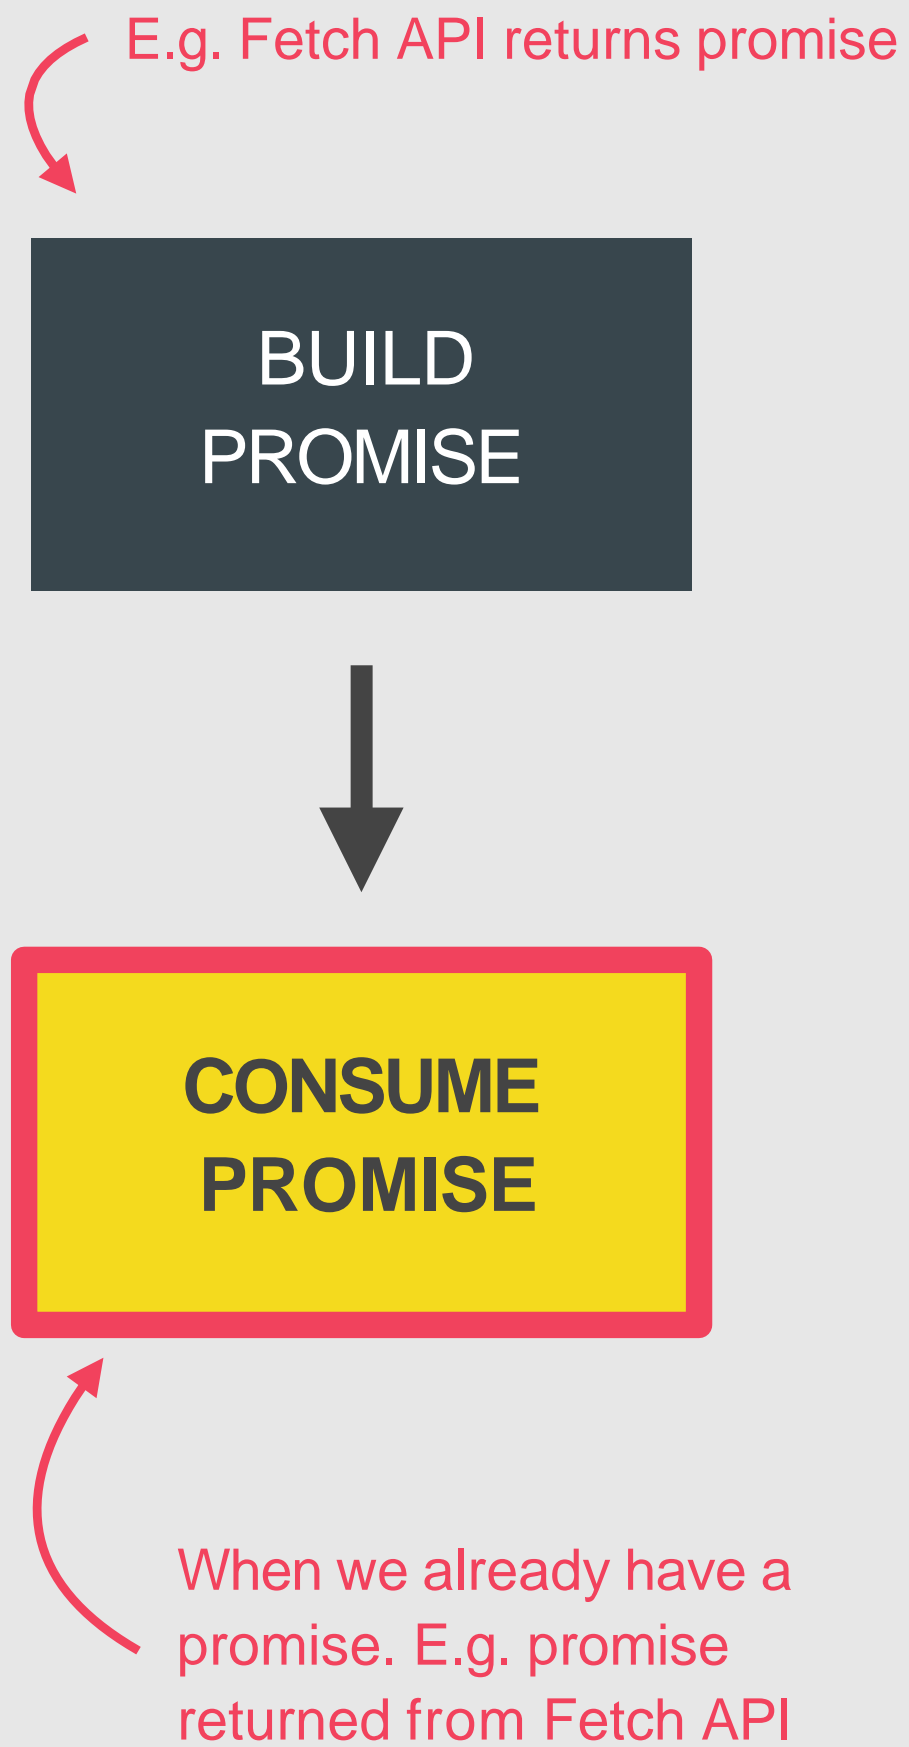 E.g. Fetch API returns promise
BUILD
PROMISE
CONSUME
PROMISE
When we already have a
promise. E.g. promise
returned from Fetch API